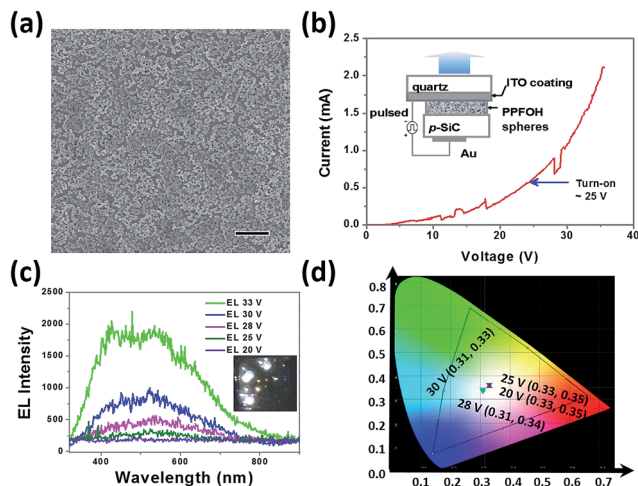 (a)
(b)
2.5
2.0
1.5
1.0
0.5
0.0
Current (mA)
0
10
20
30
40
Voltage (V)
quartz
ITO coating
pulsed
PPFOH
spheres
p-SiC
Au
Turn-on
~ 25 V
(c)
2500
2000
1500
1000
500
0
EL Intensity
EL 33 V
EL 30 V
EL 28 V
EL 25 V
EL 20 V
400
600
800
Wavelength (nm)
(d)
0.8
0.7
0.6
0.5
0.4
0.3
0.2
0.1
0.0
30 V (0.31, 0.33)
25 V (0.33, 0.35)
20 V (0.33, 0.35)
28 V (0.31, 0.34)
0.1
0.2
0.3
0.4
0.5
0.6
0.7